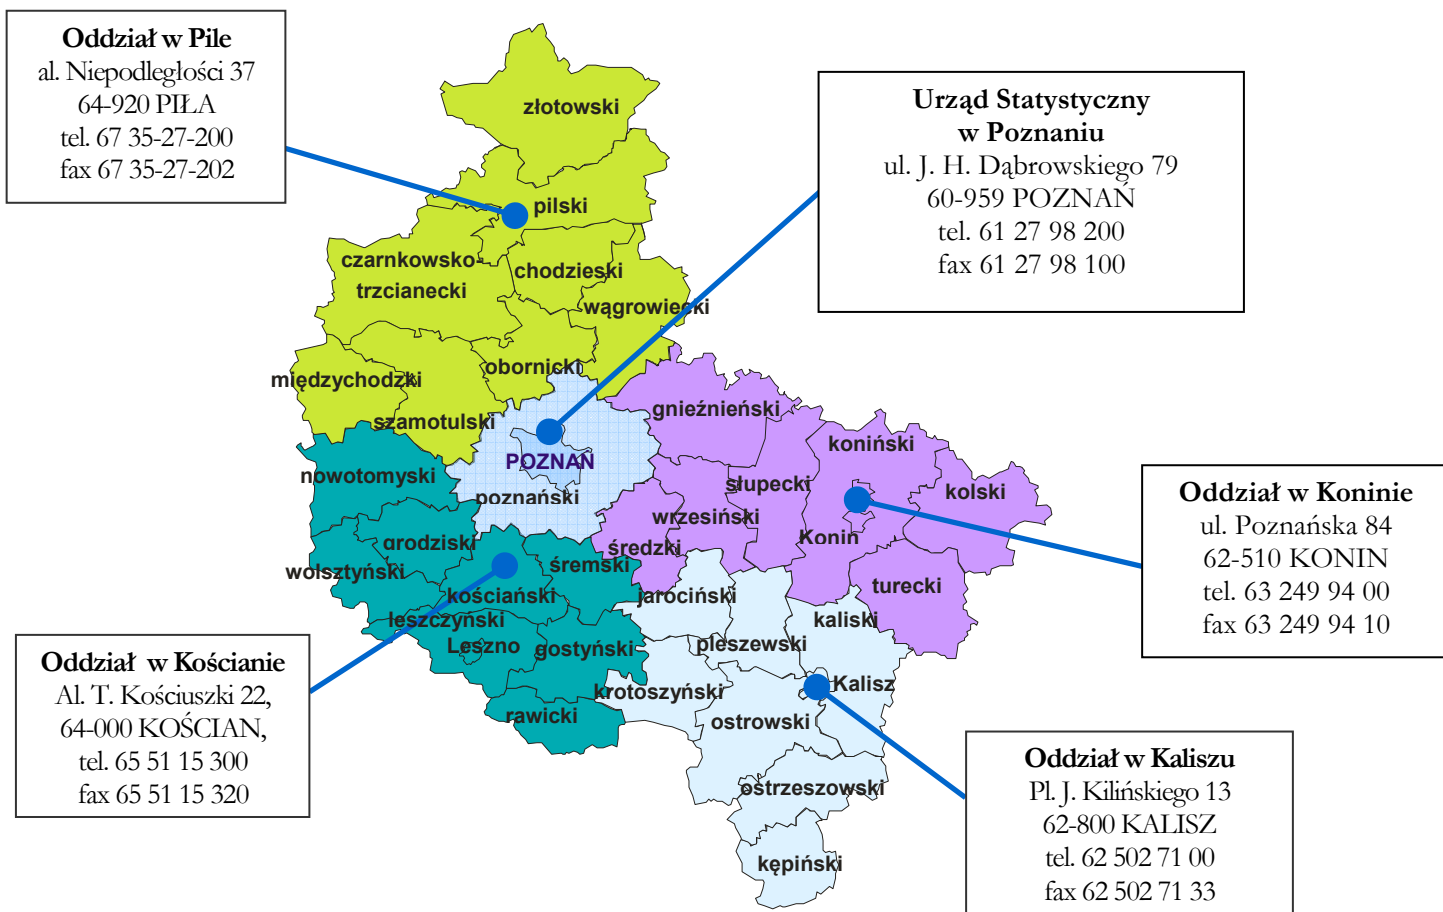 Oddział w Pile
al. Niepodległości 37
64-920 PIŁA
tel. 67 35-27-200
fax 67 35-27-202
Urząd Statystyczny
w Poznaniu
ul. J. H. Dąbrowskiego 79
60-959 POZNAŃ
tel. 61 27 98 200
fax 61 27 98 100
złotowski
pilski
czarnkowsko-
trzcianecki
chodzieski
wągrowiecki
obornicki
międzychodzki
szamotulski
gnieźnieński
koniński
POZNAŃ
nowotomyski
poznański
słupecki
kolski
wrzesiński
Konin
średzki
grodziski
wolsztyński
śremski
turecki
kościański
jarociński
kaliski
leszczyński
Leszno
gostyński
pleszewski
krotoszyński
Kalisz
rawicki
ostrowski
ostrzeszowski
kępiński
Oddział w Koninie
ul. Poznańska 84
62-510 KONIN
tel. 63 249 94 00
fax 63 249 94 10
Oddział w Kościanie
Al. T. Kościuszki 22,
64-000 KOŚCIAN,
tel. 65 51 15 300
fax 65 51 15 320
Oddział w Kaliszu
Pl. J. Kilińskiego 13
62-800 KALISZ
tel. 62 502 71 00
fax 62 502 71 33